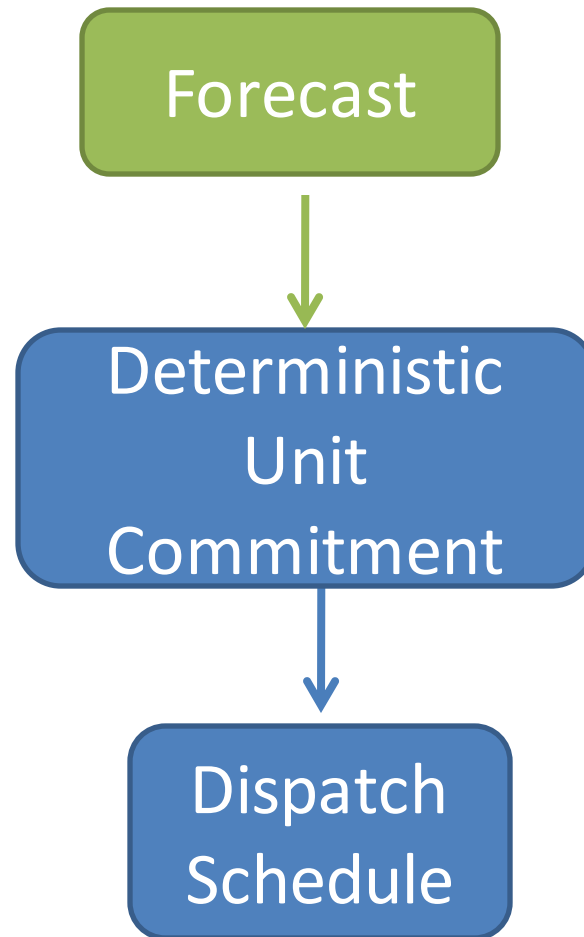 Forecast
Deterministic
Unit
Commitment
Dispatch
Schedule